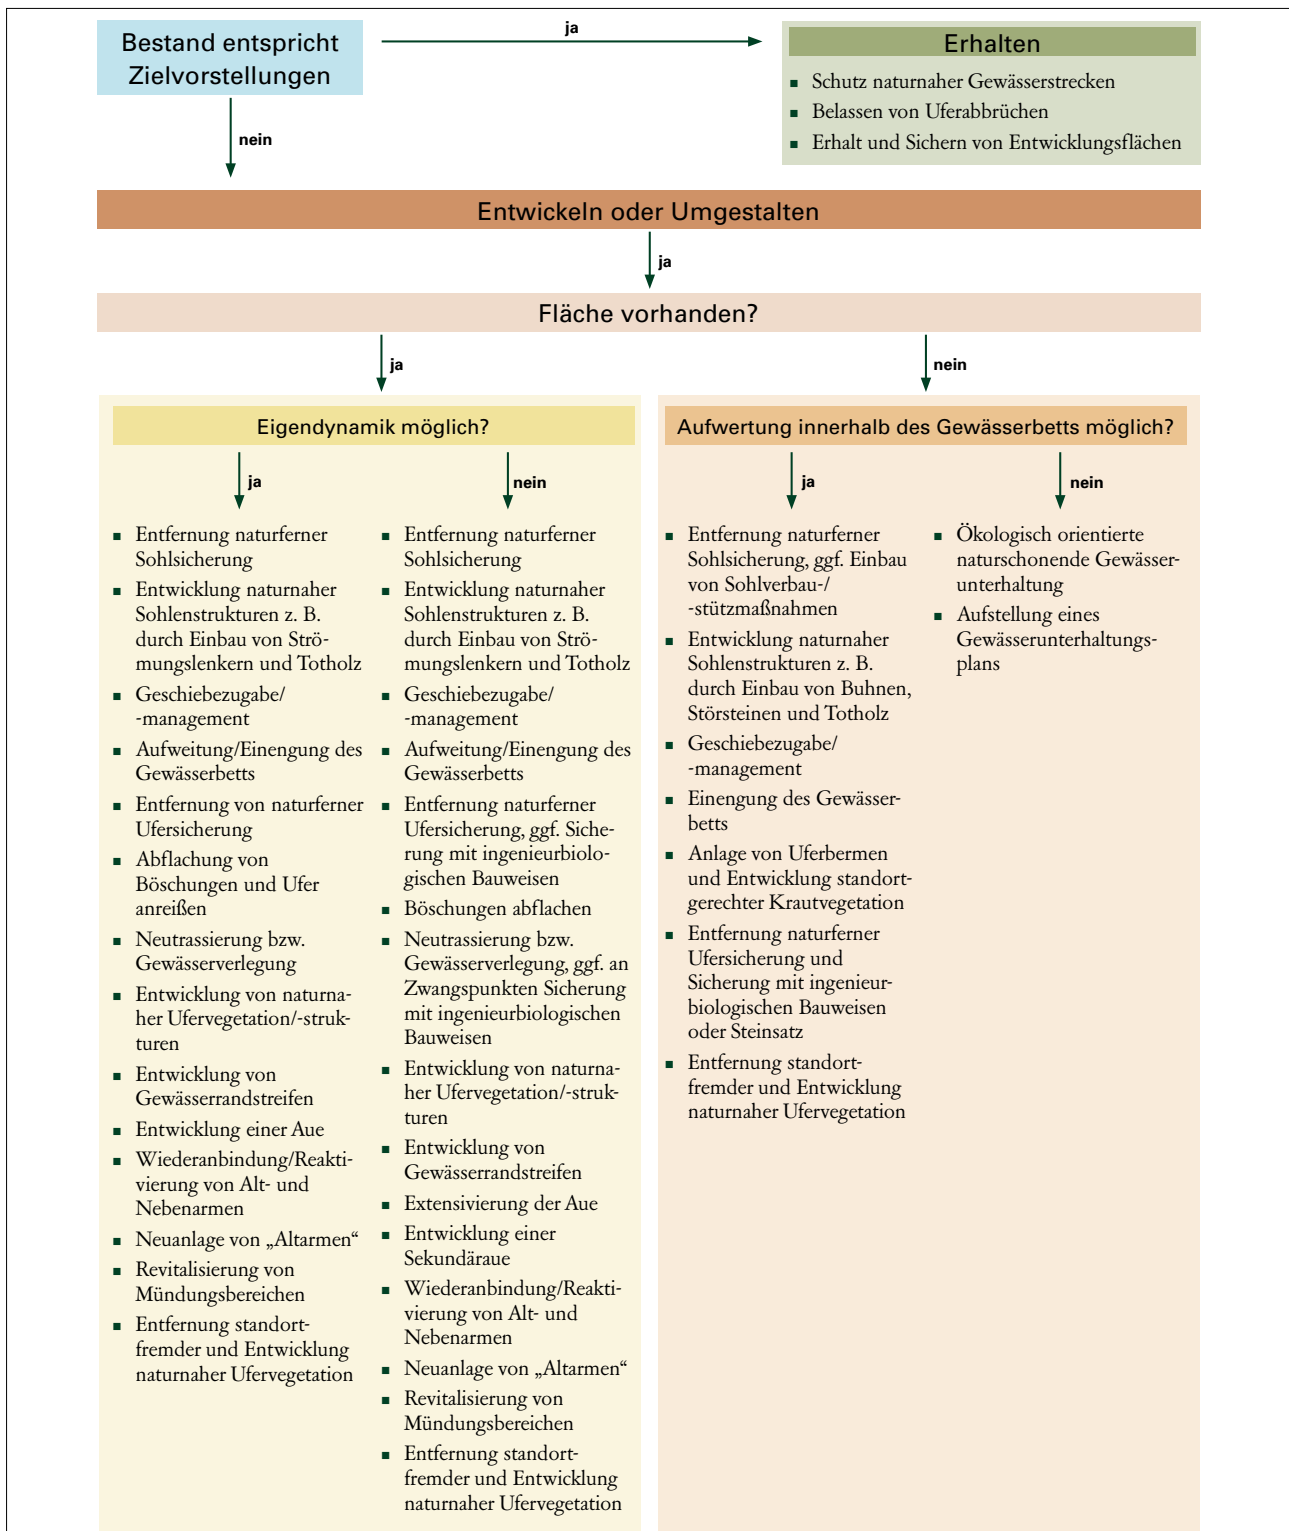 Bestand entspricht
Zielvorstellungen
ja
Erhalten
▪ Schutz naturnaher Gewässerstrecken
▪ Belassen von Uferabbrüchen
▪ Erhalt und Sichern von Entwicklungsflächen
nein
Entwickeln oder Umgestalten
ja
Fläche vorhanden?
ja
nein
Eigendynamik möglich?
ja
nein
▪ Entfernung naturferner
Sohlsicherung
▪ Entwicklung naturnaher
Sohlenstrukturen z. B.
durch Einbau von Strö-
mungslenkern und Totholz
▪ Geschiebezugabe/
-management
▪ Aufweitung/Einengung des
Gewässerbetts
▪ Entfernung von naturferner
Ufersicherung
▪ Abflachung von
Böschungen und Ufer
anreißen
▪ Neutrassierung bzw.
Gewässerverlegung
▪ Entwicklung von naturna-
her Ufervegetation/-struk-
turen
▪ Entwicklung von
Gewässerrandstreifen
▪ Entwicklung einer Aue
▪ Wiederanbindung/Reakti-
vierung von Alt- und
Nebenarmen
▪ Neuanlage von „Altarmen“
▪ Revitalisierung von
Mündungsbereichen
▪ Entfernung standort-
fremder und Entwicklung
naturnaher Ufervegetation
▪ Entfernung naturferner
Sohlsicherung
▪ Entwicklung naturnaher
Sohlenstrukturen z. B.
durch Einbau von Strö-
mungslenkern und Totholz
▪ Geschiebezugabe/
-management
▪ Aufweitung/Einengung des
Gewässerbetts
▪ Entfernung naturferner
Ufersicherung, ggf. Siche-
rung mit ingenieurbiolo-
gischen Bauweisen
▪ Böschungen abflachen
▪ Neutrassierung bzw.
Gewässerverlegung, ggf. an
Zwangspunkten Sicherung
mit ingenieurbiologischen
Bauweisen
▪ Entwicklung von naturna-
her Ufervegetation/-struk-
turen
▪ Entwicklung von
Gewässerrandstreifen
▪ Extensivierung der Aue
▪ Entwicklung einer
Sekundäraue
▪ Wiederanbindung/Reakti-
vierung von Alt- und
Nebenarmen
▪ Neuanlage von „Altarmen“
▪ Revitalisierung von
Mündungsbereichen
▪ Entfernung standort-
fremder und Entwicklung
naturnaher Ufervegetation
Aufwertung innerhalb des Gewässerbetts möglich?
ja
nein
▪ Entfernung naturferner
Sohlsicherung, ggf. Einbau
von Sohlverbau-/
-stützmaßnahmen
▪ Entwicklung naturnaher
Sohlenstrukturen z. B.
durch Einbau von Buhnen,
Störsteinen und Totholz
▪ Geschiebezugabe/
-management
▪ Einengung des Gewässer-
betts
▪ Anlage von Uferbermen
und Entwicklung standort-
gerechter Krautvegetation
▪ Entfernung naturferner
Ufersicherung und
Sicherung mit ingenieur-
biologischen Bauweisen
oder Steinsatz
▪ Entfernung standort-
fremder und Entwicklung
naturnaher Ufervegetation
▪ Ökologisch orientierte
naturschonende Gewässer-
unterhaltung
▪ Aufstellung eines
Gewässerunterhaltungs-
plans